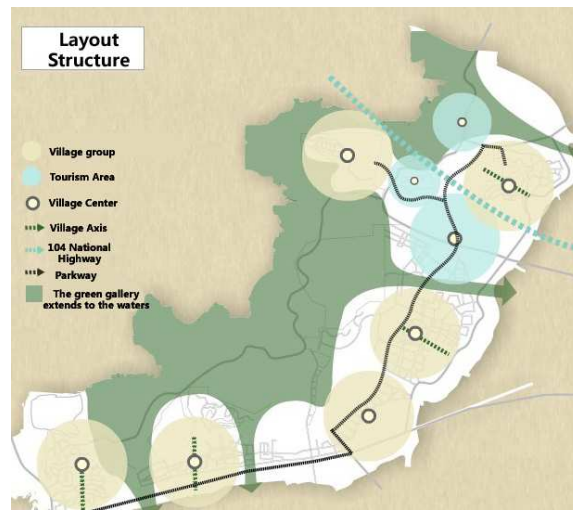 Layout
Structure
Village group
Tourism Area
Village Center
Village Axis
104 National
Highway
Parkway
The green gallery
extends to the waters